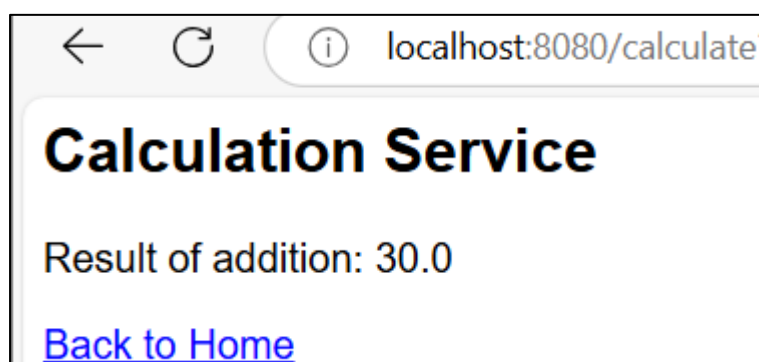 localhost:8080/calculate
Calculation Service
Result of addition: 30.0
Back to Home